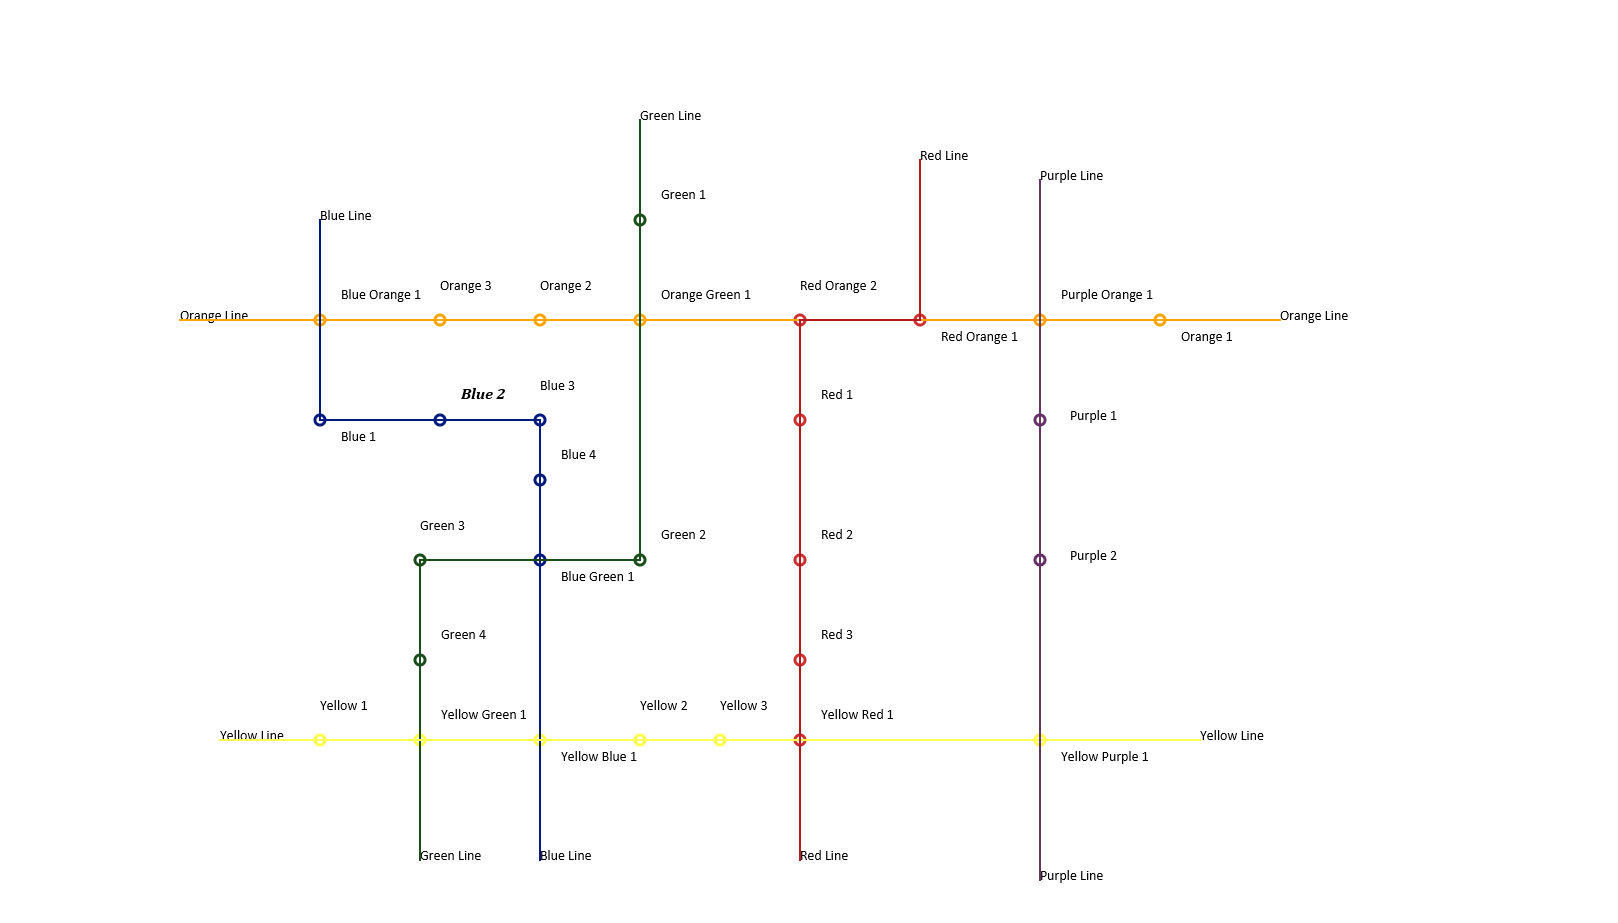 Green Line
Red Line
Purple Line
Green 1
Blue Line
Orange 3
Orange 2
Red Orange 2
Blue Orange 1
Orange Green 1
Purple Orange 1
Orange Line
Orange Line
Red Orange 1
Orange 1
Blue 3
Blue 2
Red 1
Purple 1
Blue 1
Blue 4
Green 3
Green 2
Red 2
Purple 2
Blue Green 1
Green 4
Red 3
Yellow 1
Yellow 2
Yellow 3
Yellow Green 1
Yellow Red 1
Yellow Line
Yellow Line
Yellow Blue 1
Yellow Purple 1
Green Line
Blue Line
Red Line
Purple Line